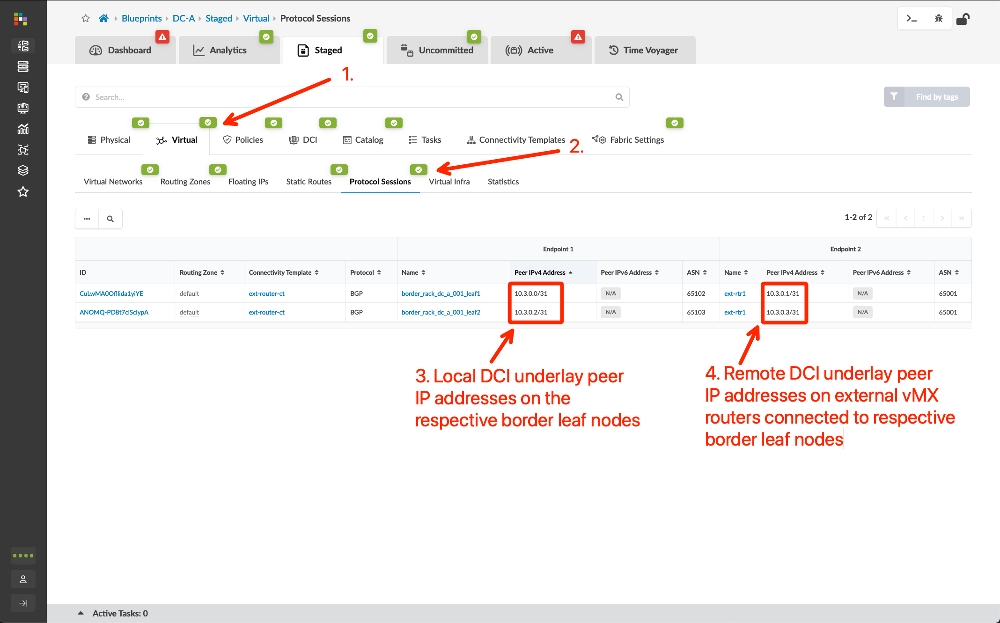 Blueprints DC-A Staged Virtual Protocol Sessions
Dashboard Analytics Staged Uncommitted Active Time Voyager
1.
Search...
Find by tags
Physical Virtual Policies DCI Catalog Tasks Connectivity Templates Fabric Settings
2.
Virtual Networks Routing Zones Floating IPs Static Routes Protocol Sessions Virtual Infra Statistics
1-2 of 2 « < 1 > »
Endpoint 1 Endpoint 2
ID Routing Zone Connectivity Template Protocol Name Peer IPv4 Address Peer IPv6 Address ASN Name Peer IPv4 Address Peer IPv6 Address ASN
default ext-router-ct BGP border_rack_dc_a_001_leaf1 10.3.0.0/31 N/A 65102 ext-rtr1 10.3.0.1/31 N/A 65001
default ext-router-ct BGP border_rack_dc_a_001_leaf2 10.3.0.2/31 N/A 65103 ext-rtr1 10.3.0.3/31 N/A 65001
3. Local DCI underlay peer
IP addresses on the
respective border leaf nodes
4. Remote DCI underlay peer
IP addresses on external vMX
routers connected to respective
border leaf nodes
Active Tasks: 0